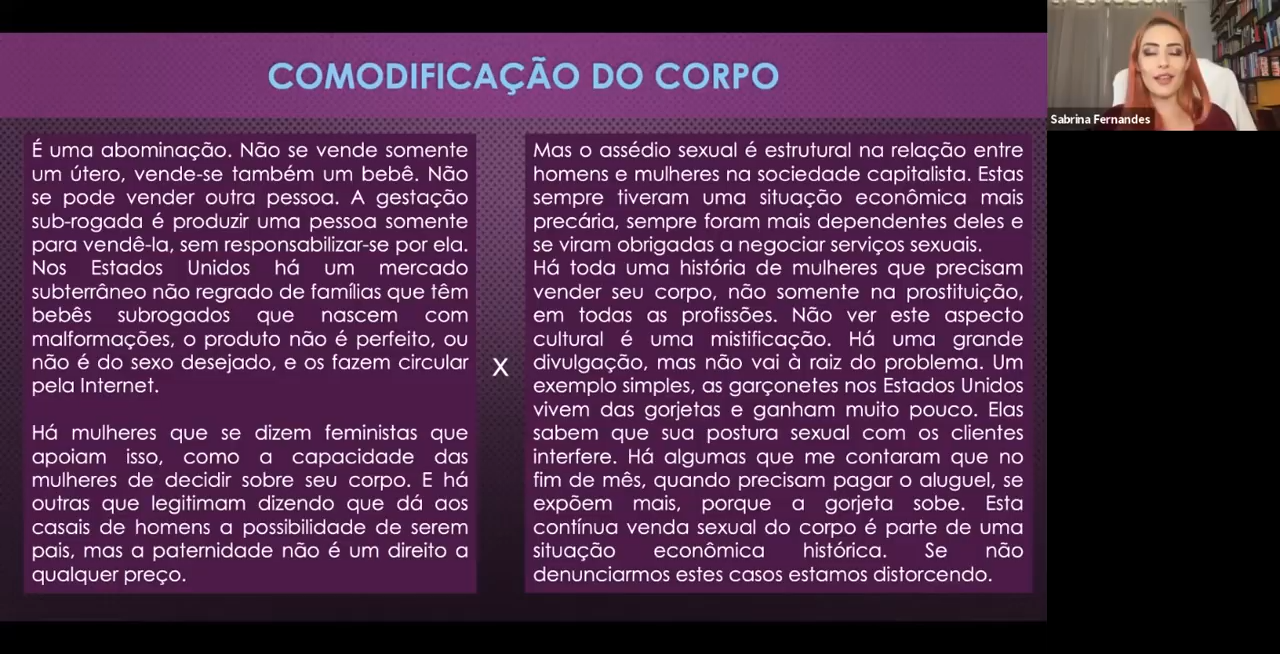 COMODIFICAÇÃO DO CORPO
Sabrina Fernandes
É uma abominação. Não se vende somente
um útero, vende-se também um bebê. Não
se pode vender outra pessoa. A gestação
sub-rogada é produzir uma pessoa somente
para vendê-la, sem responsabilizar-se por ela.
Nos Estados Unidos há um mercado
subterrâneo não regrado de famílias que têm
bebês subrogados que nascem com
malformações, o produto não é perfeito, ou
não é do sexo desejado, e os fazem circular
pela Internet.
Há mulheres que se dizem feministas que
apoiam isso, como a capacidade das
mulheres de decidir sobre seu corpo. E há
outras que legitimam dizendo que dá aos
casais de homens a possibilidade de serem
pais, mas a paternidade não é um direito a
qualquer preço.
X
Mas o assédio sexual é estrutural na relação entre
homens e mulheres na sociedade capitalista. Estas
sempre tiveram uma situação econômica mais
precária, sempre foram mais dependentes deles e
se viram obrigadas a negociar serviços sexuais.
Há toda uma história de mulheres que precisam
vender seu corpo, não somente na prostituição,
em todas as profissões. Não ver este aspecto
cultural é uma mistificação. Há uma grande
divulgação, mas não vai à raiz do problema. Um
exemplo simples, as garçonetes nos Estados Unidos
vivem das gorjetas e ganham muito pouco. Elas
sabem que sua postura sexual com os clientes
interfere. Há algumas que me contaram que no
fim de mês, quando precisam pagar o aluguel, se
expõem mais, porque a gorjeta sobe. Esta
contínua venda sexual do corpo é parte de uma
situação econômica histórica. Se não
denunciarmos estes casos estamos distorcendo.